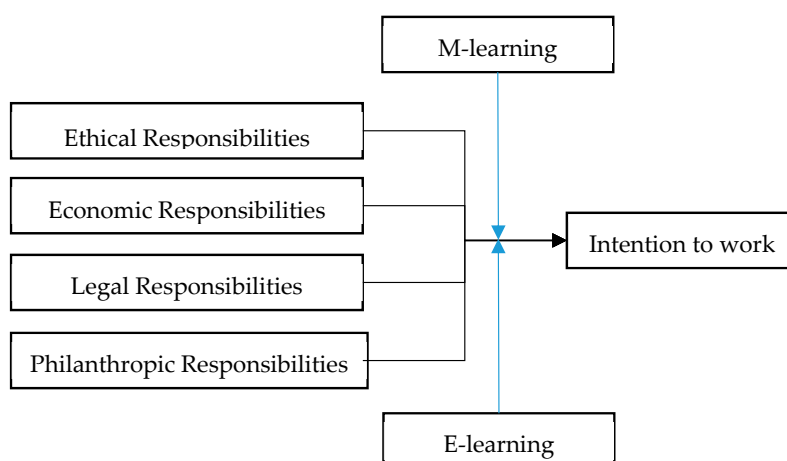 M-learning
Ethical Responsibilities
Economic Responsibilities
Intention to work
Legal Responsibilities
Philanthropic Responsibilities
E-learning